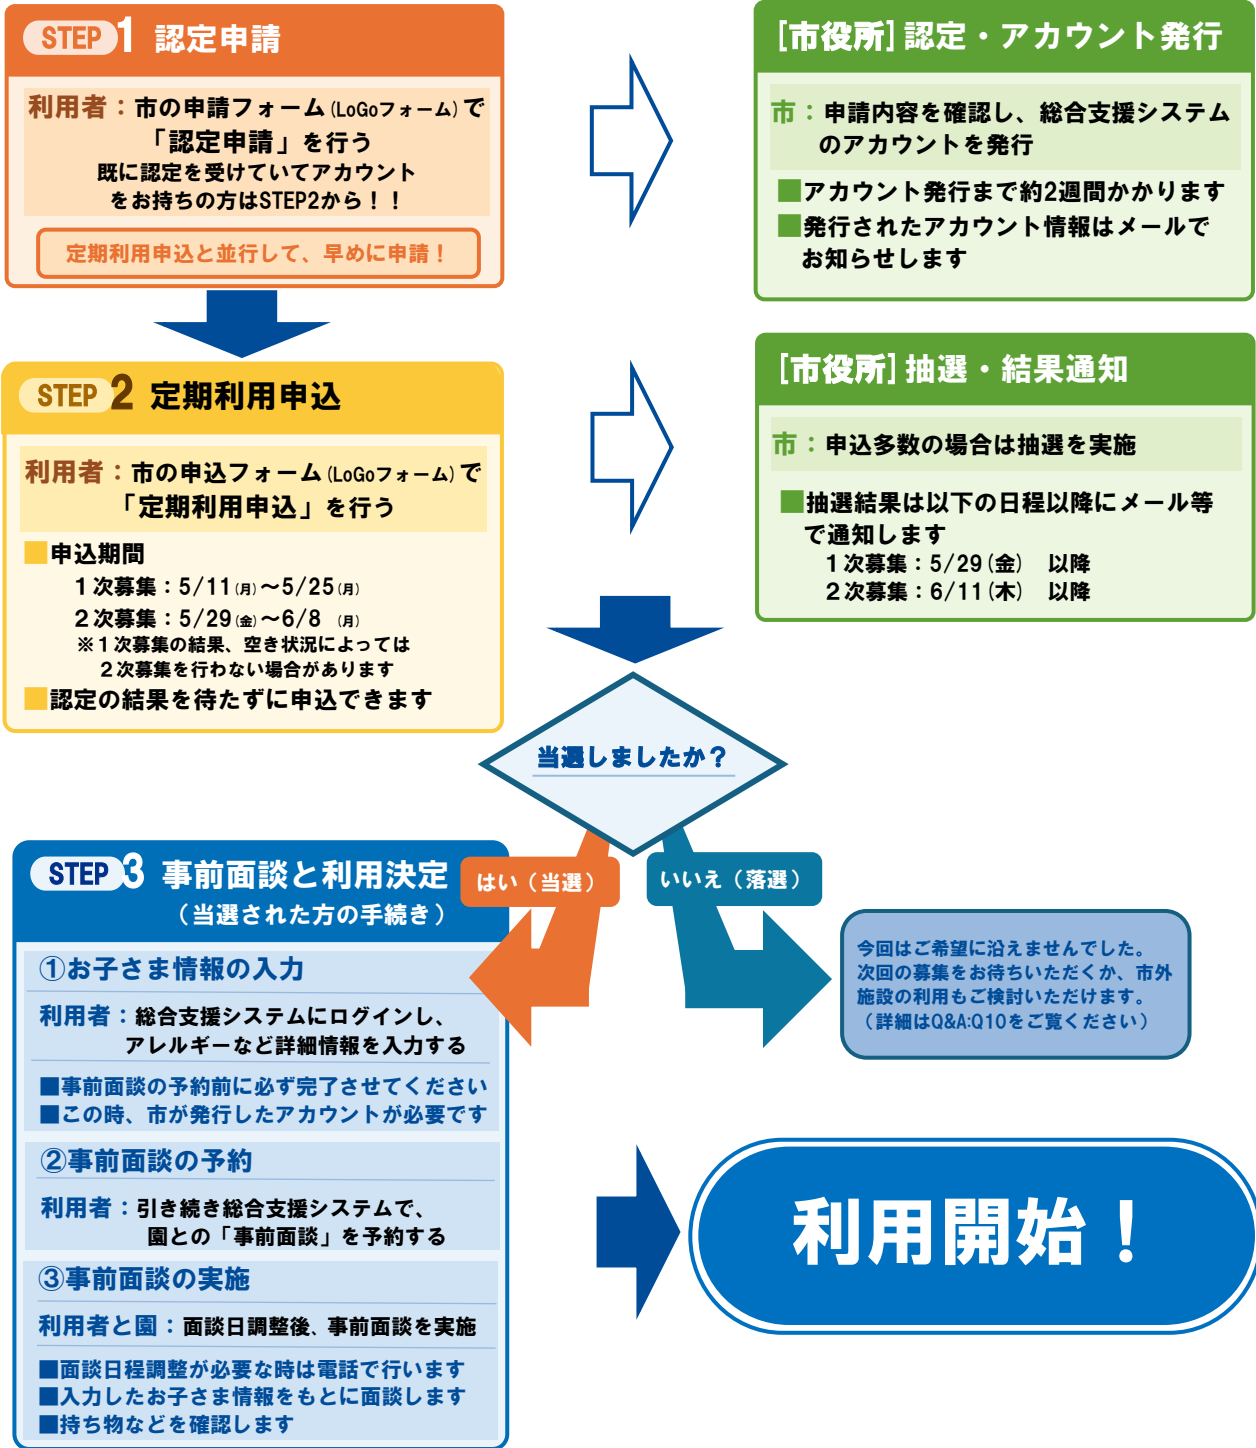 STEP 1 認定申請
利用者：市の申請フォーム(LoGoフォーム)で
「認定申請」を行う
既に認定を受けていてアカウント
をお持ちの方はSTEP2から！！
定期利用申込と並行して、早めに申請！
[市役所]認定・アカウント発行
市：申請内容を確認し、総合支援システム
のアカウントを発行
■アカウント発行まで約2週間かかります
■発行されたアカウント情報はメールで
お知らせします
STEP 2 定期利用申込
利用者：市の申込フォーム(LoGoフォーム)で
「定期利用申込」を行う
■申込期間
１次募集：5/11(月)～5/25(月)
２次募集：5/29(金)～6/8 (月)
※１次募集の結果、空き状況によっては
２次募集を行わない場合があります
■認定の結果を待たずに申込できます
[市役所]抽選・結果通知
市：申込多数の場合は抽選を実施
■抽選結果は以下の日程以降にメール等
で通知します
１次募集：5/29(金)　以降
２次募集：6/11(木)　以降
当選しましたか？
はい（当選）
いいえ（落選）
STEP 3 事前面談と利用決定
（当選された方の手続き）
①お子さま情報の入力
利用者：総合支援システムにログインし、
アレルギーなど詳細情報を入力する
■事前面談の予約前に必ず完了させてください
■この時、市が発行したアカウントが必要です
②事前面談の予約
利用者：引き続き総合支援システムで、
園との「事前面談」を予約する
③事前面談の実施
利用者と園：面談日調整後、事前面談を実施
■面談日程調整が必要な時は電話で行います
■入力したお子さま情報をもとに面談します
■持ち物などを確認します
今回はご希望に沿えませんでした。
次回の募集をお待ちいただくか、市外
施設の利用もご検討いただけます。
（詳細はQ&A:Q10をご覧ください）
利用開始！